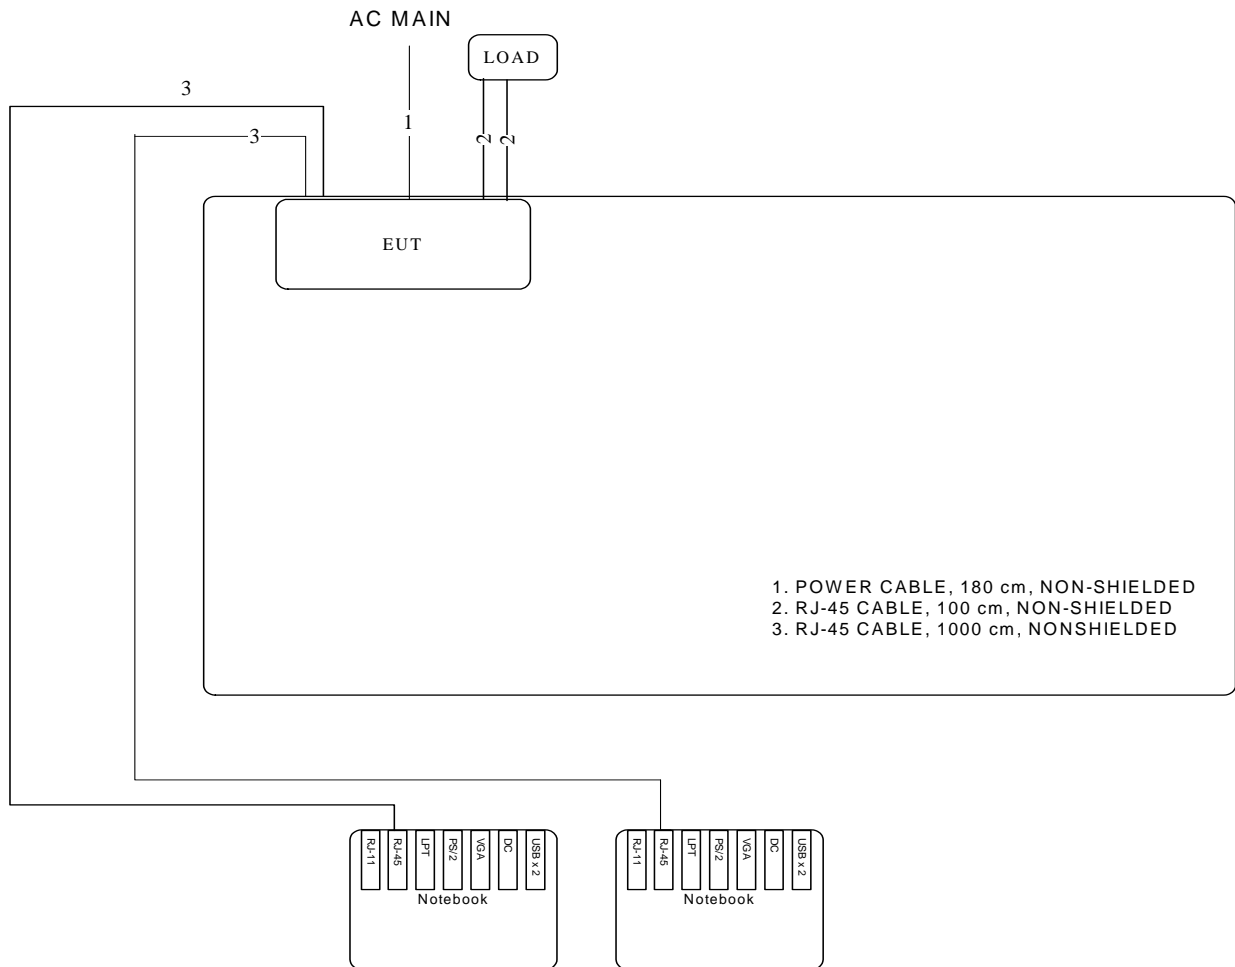 AC MAIN
LOAD
3
1
3
2
2
EUT
1. POWER CABLE, 180 cm, NON-SHIELDED
2. RJ-45 CABLE, 100 cm, NON-SHIELDED
3. RJ-45 CABLE, 1000 cm, NONSHIELDED
RJ-11
RJ-45
LPT
PS/2
VGA
DC
USB x 2
Notebook
RJ-11
RJ-45
LPT
PS/2
VGA
DC
USB x 2
Notebook